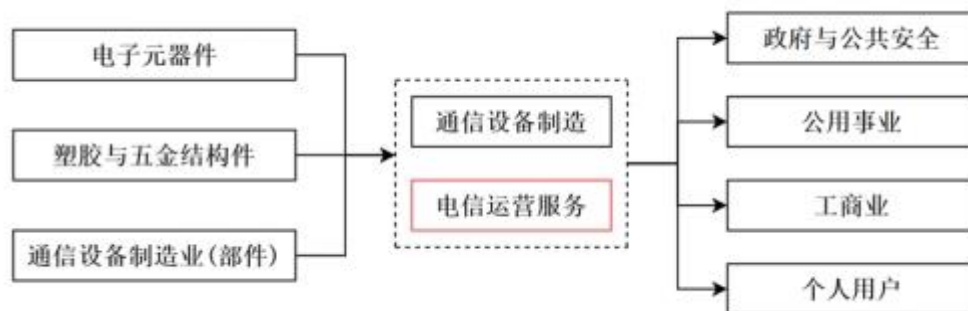 电子元器件
塑胶与五金结构件
通信设备制造业(部件)
通信设备制造
电信运营服务
政府与公共安全
公用事业
工商业
个人用户